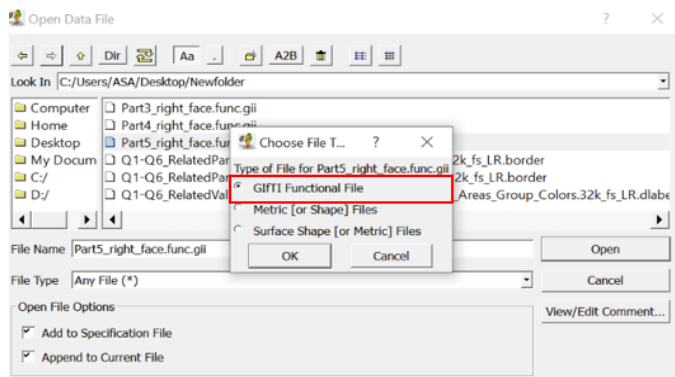 Open Data File
Dir Aa . A2B
Look In C:/Users/ASA/Desktop/Newfolder
Computer Part3_right_face.func.gii
Home Part4_right_face.func.gii
Desktop Part5_right_face.fur
My Docum Q1-Q6_RelatedPar 2k_fs_LR.border
C:/ Q1-Q6_RelatedPar 2k_fs_LR.border
D:/ Q1-Q6_RelatedVal _Areas_Group_Colors.32k_fs_LR.dlabe
Choose File T... ?
Type of File for Part5_right_face.func.gii
GIfTI Functional File
Metric [or Shape] Files
Surface Shape [or Metric] Files
OK Cancel
File Name Part5_right_face.func.gii Open
File Type Any File (*) Cancel
Open File Options View/Edit Comment...
Add to Specification File
Append to Current File